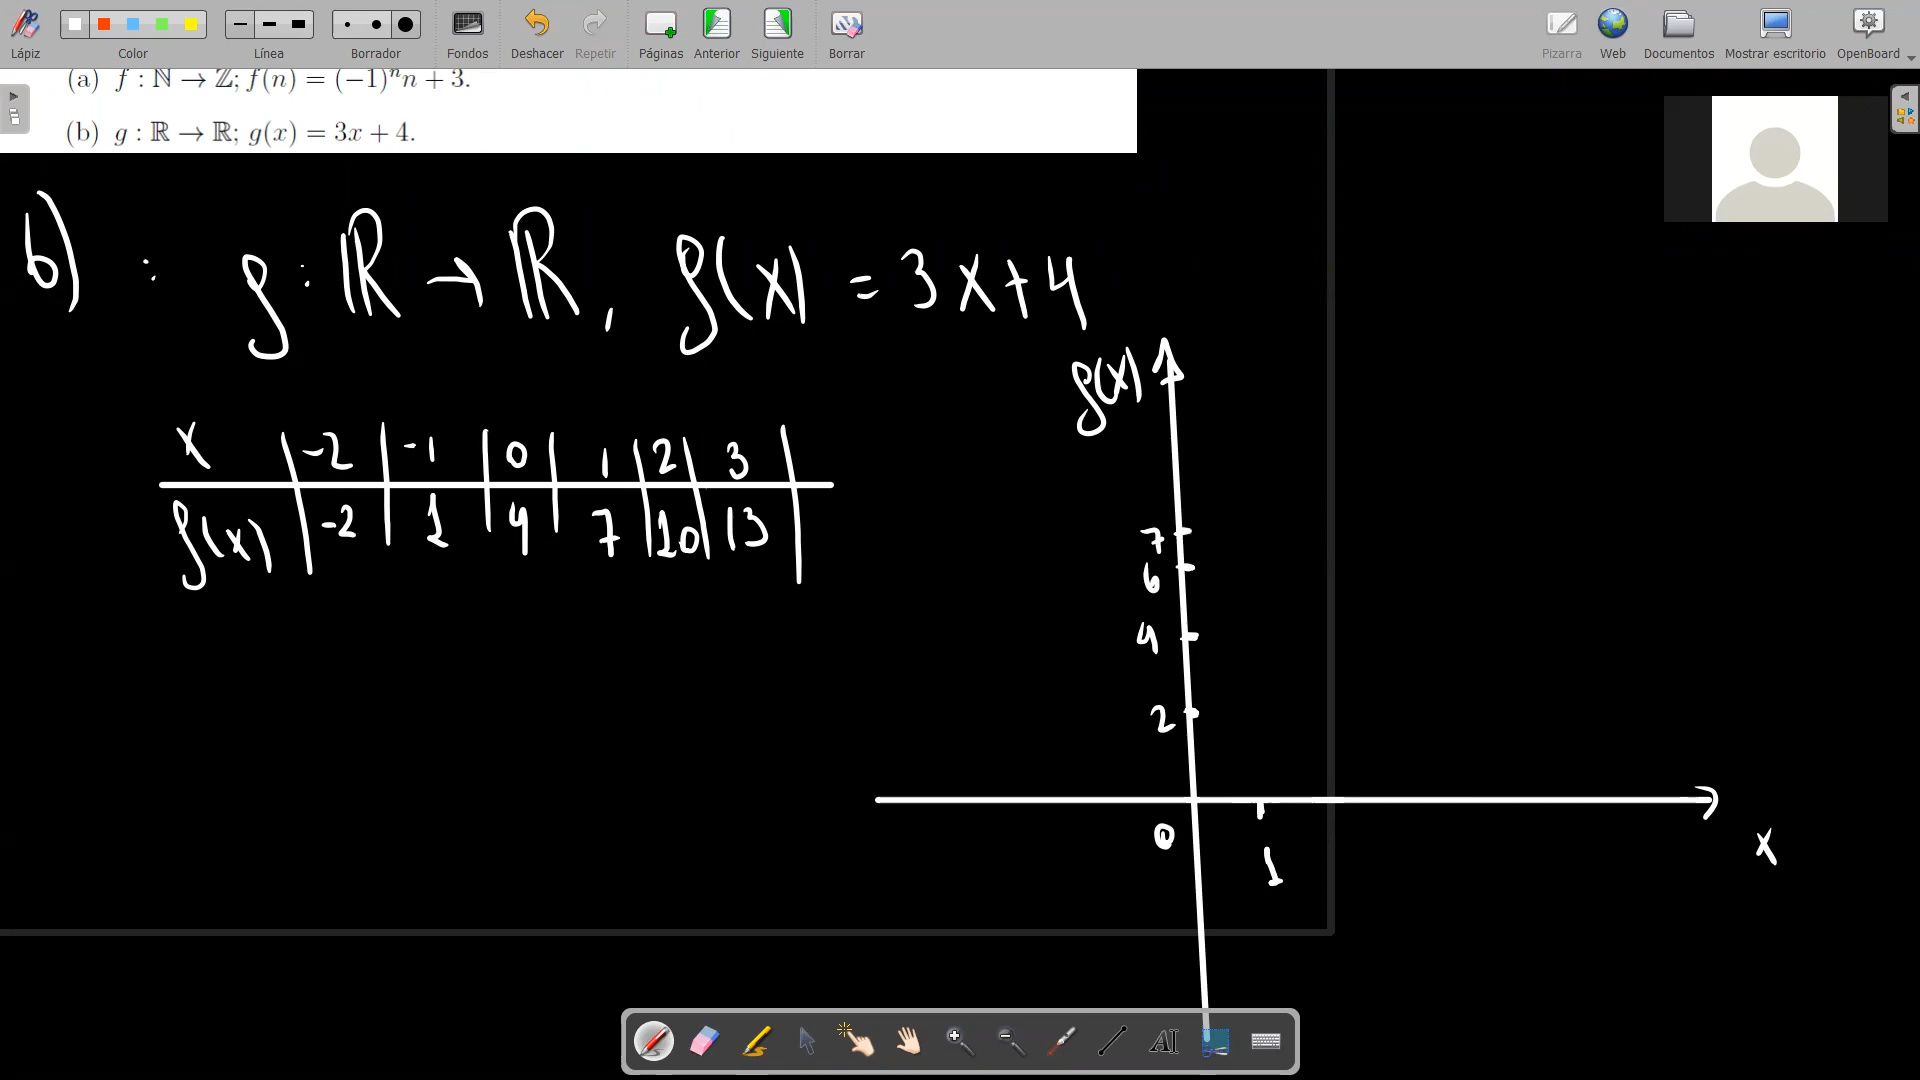 Lápiz Color Línea Borrador Fondos Deshacer Repetir Páginas Anterior Siguiente Borrar Pizarra Web Documentos Mostrar escritorio OpenBoard
(a) f : ℕ → ℤ; f(n) = (−1)ⁿn + 3.
(b) g : ℝ → ℝ; g(x) = 3x + 4.
b) : g : ℝ → ℝ, g(x) = 3x+4
g(x)
x | -2 | -1 | 0 | 1 | 2 | 3 |
g(x) | -2 | 1 | 4 | 7 | 10 | 13 |
7
6
4
2
0
1
x
AI